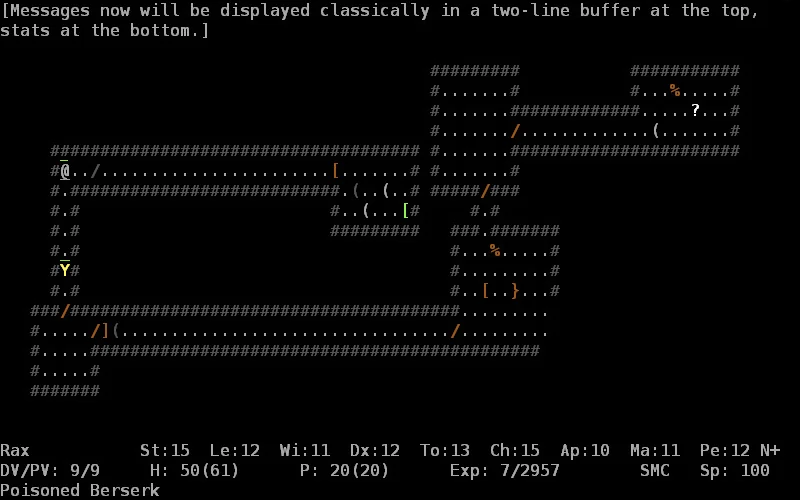 [Messages now will be displayed classically in a two-line buffer at the top,
stats at the bottom.]
                                           #########           ###########
                                           #.......#           #...%.....#
                                           #.......#############.....?...#
                                           #......./.............(.......#
     ##################################### #.......#######################
     #@../.......................[.......# #.......#
     #.###########################.(..(..# #####/###
     #.#                         #..(...[#     #.#
     #.#                         #########   ###.#######
     #.#                                     #...%.....#
     #Y#                                     #.........#
     #.#                                     #..[..}...#
   ###/#######################################.........
   #...../](................................./.........
   #.....#############################################
   #.....#
   #######
Rax St:15 Le:12 Wi:11 Dx:12 To:13 Ch:15 Ap:10 Ma:11 Pe:12 N+
DV/PV: 9/9 H: 50(61) P: 20(20) Exp: 7/2957 SMC Sp: 100
Poisoned Berserk